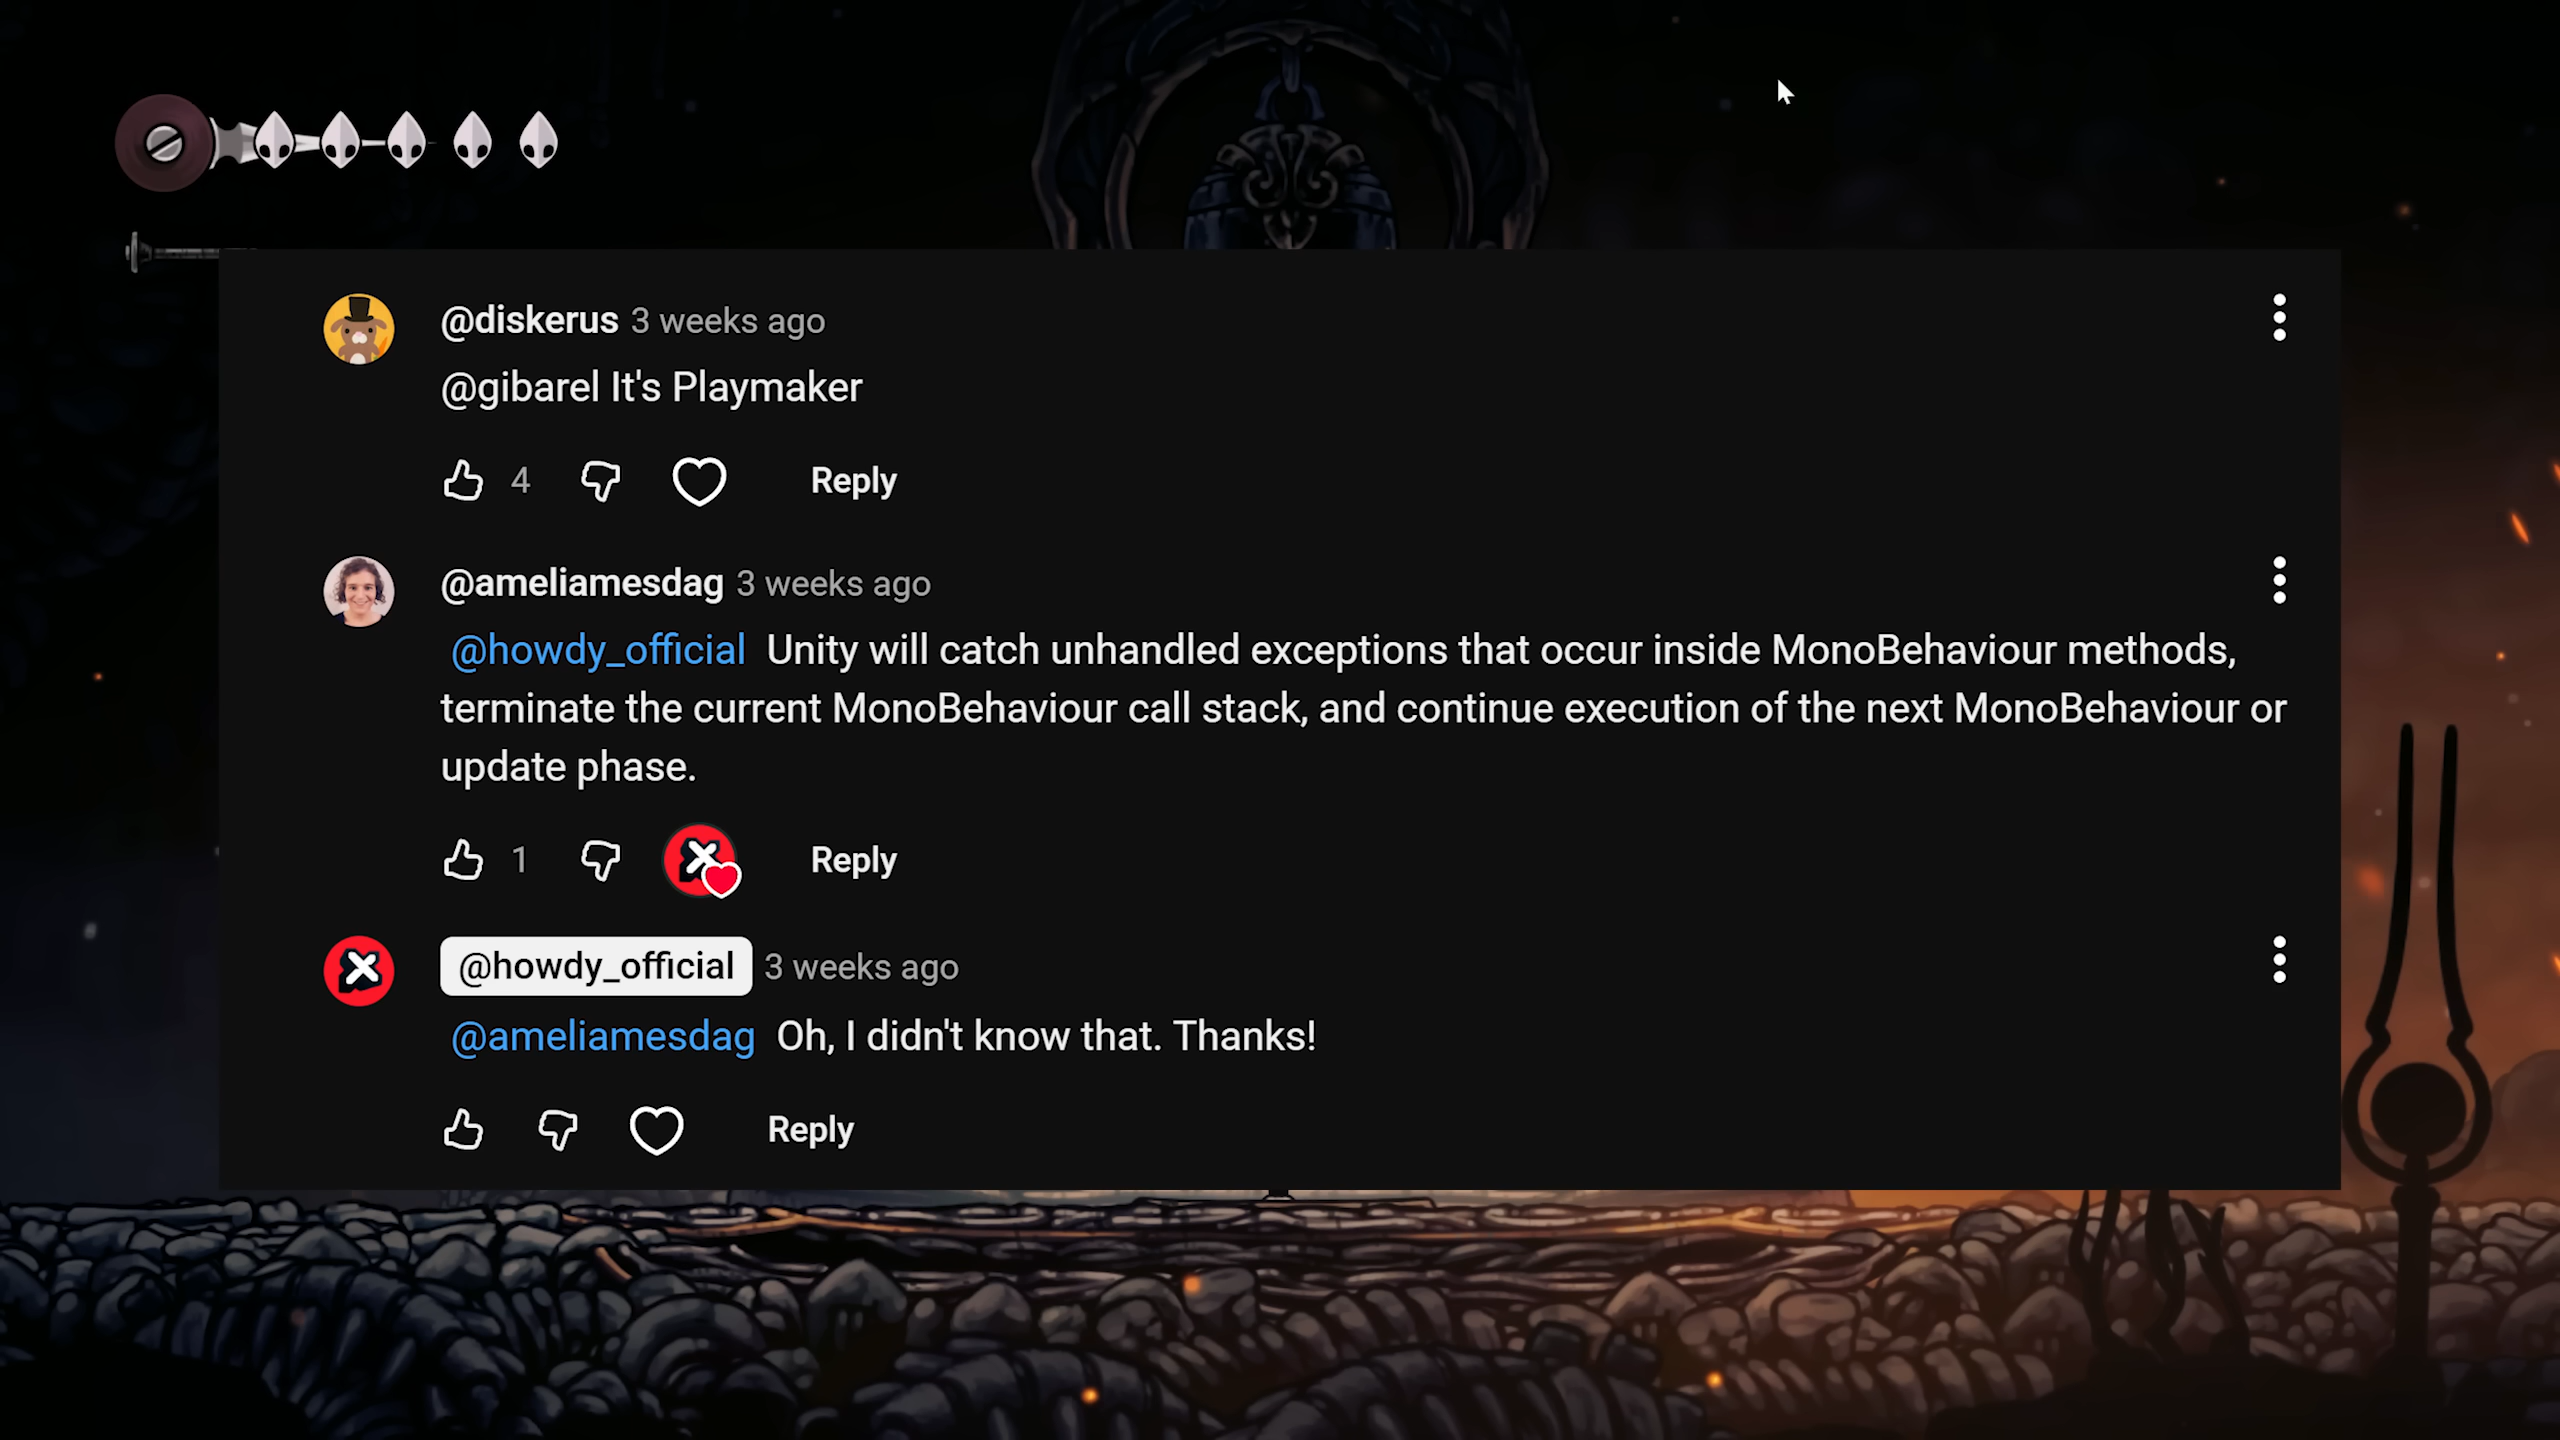 @diskerus 3 weeks ago
@gibarel It's Playmaker
4 Reply
@ameliamesdag 3 weeks ago
@howdy_official Unity will catch unhandled exceptions that occur inside MonoBehaviour methods,
terminate the current MonoBehaviour call stack, and continue execution of the next MonoBehaviour or
update phase.
1 Reply
@howdy_official 3 weeks ago
@ameliamesdag Oh, I didn't know that. Thanks!
Reply